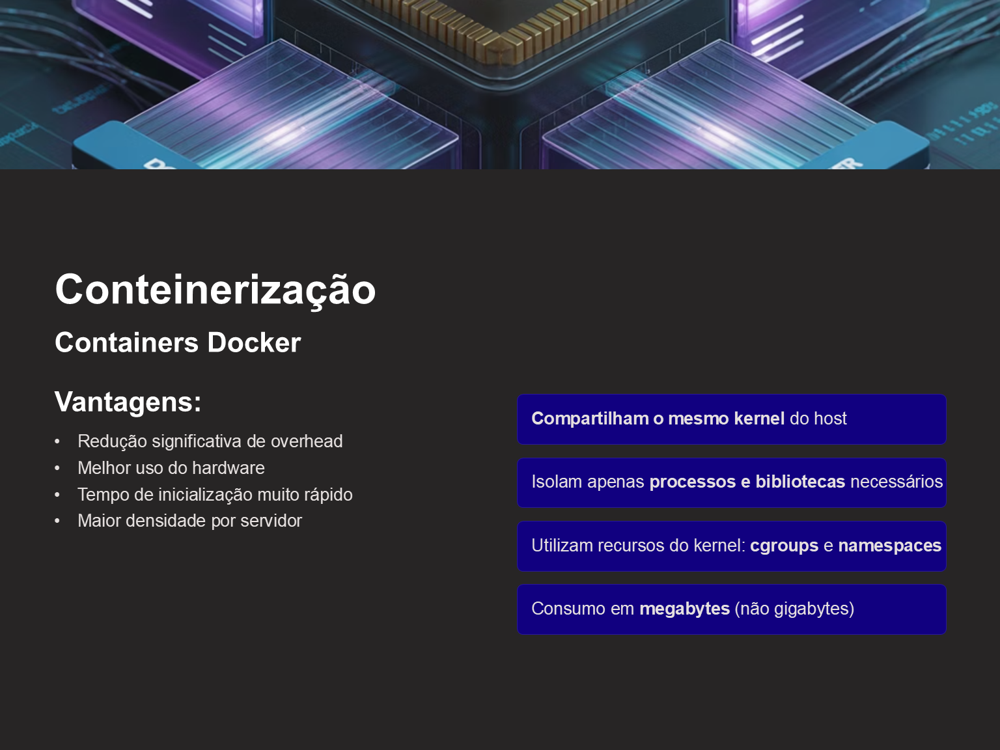 Conteinerização
Containers Docker
Vantagens:
• Redução significativa de overhead
• Melhor uso do hardware
• Tempo de inicialização muito rápido
• Maior densidade por servidor
Compartilham o mesmo kernel do host
Isolam apenas processos e bibliotecas necessários
Utilizam recursos do kernel: cgroups e namespaces
Consumo em megabytes (não gigabytes)